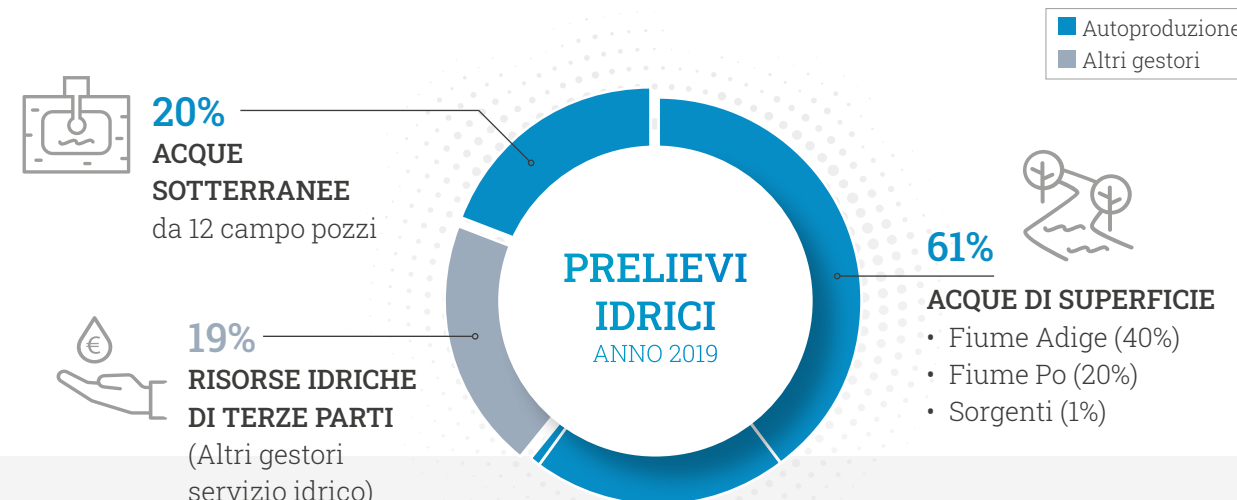 Autoproduzione
Altri gestori
20%
ACQUE
SOTTERRANEE
da 12 campo pozzi
PRELIEVI
IDRICI
ANNO 2019
61%
ACQUE DI SUPERFICIE
• Fiume Adige (40%)
• Fiume Po (20%)
• Sorgenti (1%)
€
19%
RISORSE IDRICHE
DI TERZE PARTI
(Altri gestori
servizio idrico)